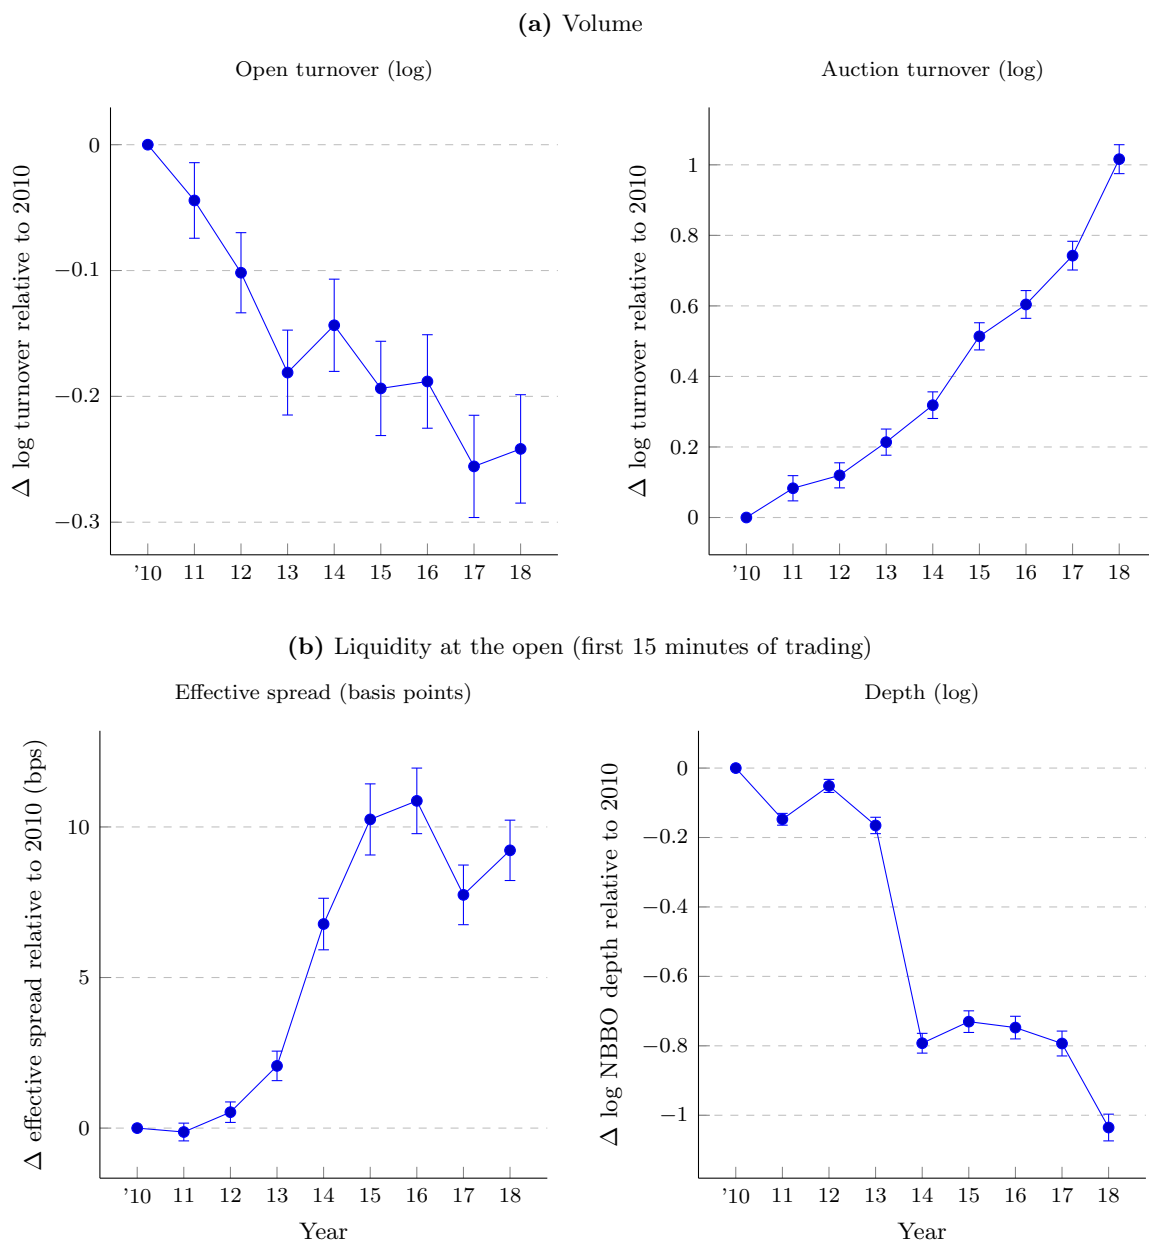 (a) Volume
Open turnover (log)
Δ log turnover relative to 2010
0
−0.1
−0.2
−0.3
’10 11 12 13 14 15 16 17 18
Auction turnover (log)
Δ log turnover relative to 2010
1
0.8
0.6
0.4
0.2
0
’10 11 12 13 14 15 16 17 18
(b) Liquidity at the open (first 15 minutes of trading)
Effective spread (basis points)
Δ effective spread relative to 2010 (bps)
10
5
0
’10 11 12 13 14 15 16 17 18
Year
Depth (log)
Δ log NBBO depth relative to 2010
0
−0.2
−0.4
−0.6
−0.8
−1
’10 11 12 13 14 15 16 17 18
Year